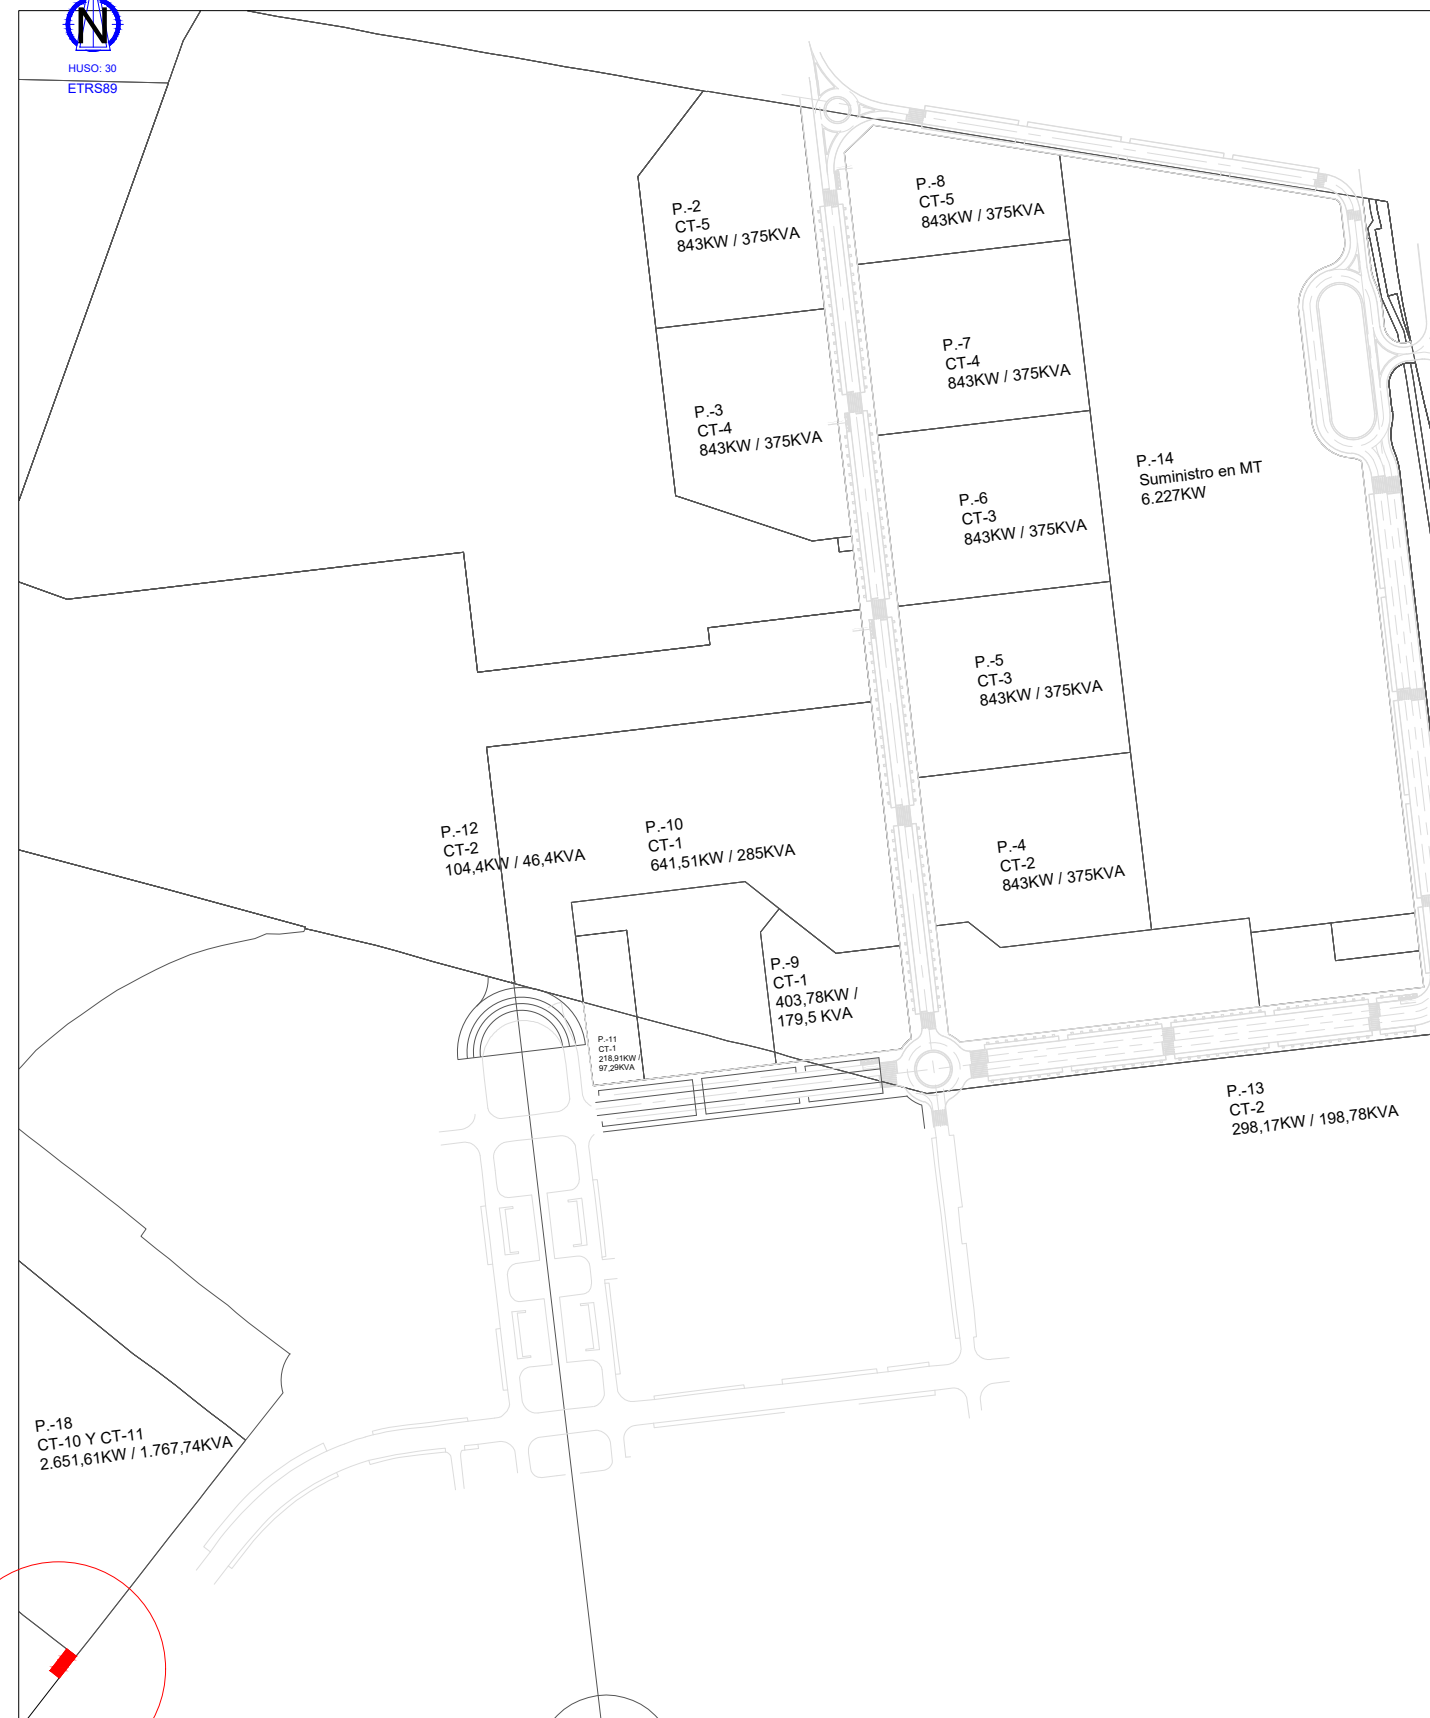 N
HUSO: 30
ETRS89
P.-2
CT-5
843KW / 375KVA
P.-8
CT-5
843KW / 375KVA
P.-3
CT-4
843KW / 375KVA
P.-7
CT-4
843KW / 375KVA
P.-14
Suministro en MT
6.227KW
P.-6
CT-3
843KW / 375KVA
P.-5
CT-3
843KW / 375KVA
P.-12
CT-2
104,4KW / 46,4KVA
P.-10
CT-1
641,51KW / 285KVA
P.-4
CT-2
843KW / 375KVA
P.-9
CT-1
403,78KW /
179,5 KVA
P.-11
CT-1
218,91KW /
97,29KVA
P.-13
CT-2
298,17KW / 198,78KVA
P.-18
CT-10 Y CT-11
2.651,61KW / 1.767,74KVA